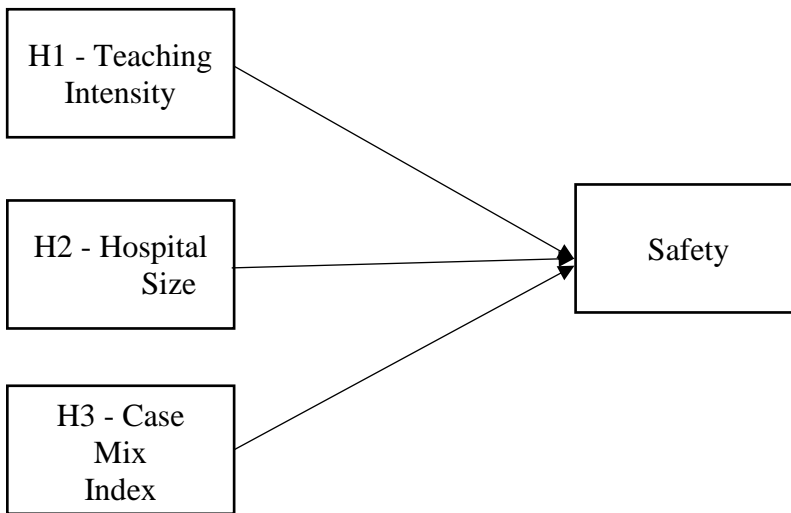 H1 - Teaching
Intensity
H2 - Hospital
Size
H3 - Case
Mix
Index
Safety